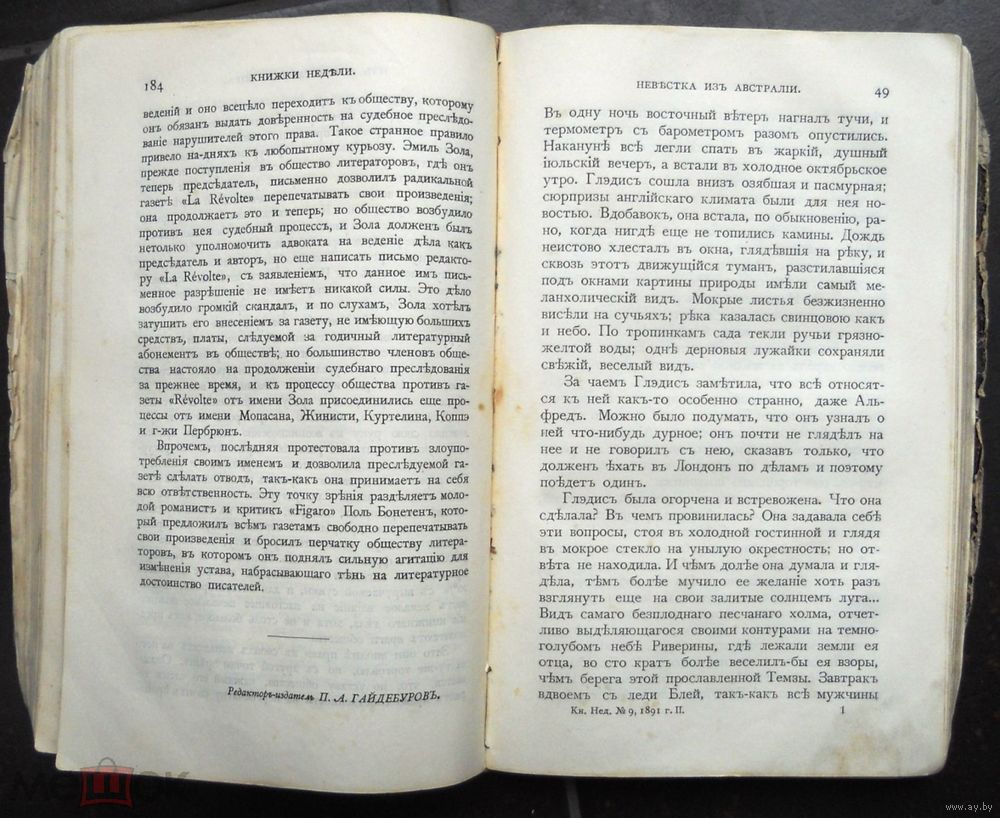 184
КНИЖКИ НЕДѢЛИ.
ведений и оно всецѣло переходитъ къ обществу, которому
онъ обязанъ выдать довѣренность на судебное преслѣдо-
ваніе нарушителей этого права. Такое странное правило
привело на-дняхъ къ любопытному курьозу. Эмиль Зола,
прежде поступленія въ общество литераторовъ, гдѣ онъ
теперь предсѣдатель, письменно дозволилъ радикальной
газетѣ «La Révolte» перепечатывать свои произведенія;
она продолжаетъ это и теперь; но общество возбудило
противъ нея судебный процессъ, и Зола долженъ былъ
нетолько уполномочить адвоката на веденіе дѣла какъ
предсѣдатель и авторъ, но еще написать письмо редакто-
ру «La Révolte», съ заявленіемъ, что данное имъ пись-
менное разрѣшеніе не имѣетъ никакой силы. Это дѣло
возбудило громкій скандалъ, и по слухамъ, Зола хотѣлъ
затушить его внесеніемъ за газету, не имѣющую большихъ
средствъ, платы, слѣдуемой за годичный литературный
абонементъ въ обществѣ; но большинство членовъ обще-
ства настояло на продолженіи судебнаго преслѣдованія
за прежнее время, и къ процессу общества противъ га-
зеты «Révolte» отъ имени Зола присоединились еще про-
цессы отъ имени Мопасана, Жинисти, Куртелина, Коппэ
и г-жи Пербрюнъ.
Впрочемъ, послѣдняя протестовала противъ злоупо-
требленія своимъ именемъ и дозволила преслѣдуемой га-
зетѣ сдѣлать отводъ, такъ-какъ она принимаетъ на себя
всю отвѣтственность. Эту точку зрѣнія раздѣляетъ моло-
дой романистъ и критикъ «Figaro» Поль Бонетенъ, ко-
торый предложилъ всѣмъ газетамъ свободно перепечатывать
свои произведенія и бросилъ перчатку обществу литера-
торовъ, въ которомъ онъ поднялъ сильную агитацію для
измѣненія устава, набрасывающаго тѣнь на литературное
достоинство писателей.
Редакторъ-издатель П. А. ГАЙДЕБУРОВЪ.
НЕВѢСТКА ИЗЪ АВСТРАЛІИ.
49
Въ одну ночь восточный вѣтеръ нагналъ тучи, и
термометръ съ барометромъ разомъ опустились.
Наканунѣ всѣ легли спать въ жаркій, душный
іюльскій вечеръ, а встали въ холодное октябрьское
утро. Глэдисъ сошла внизъ озябшая и пасмурная;
сюрпризы англійскаго климата были для нея но-
востью. Вдобавокъ, она встала, по обыкновенію, ра-
но, когда нигдѣ еще не топились камины. Дождь
неистово хлесталъ въ окна, глядѣвшія на рѣку, и
сквозь этотъ движущійся туманъ, разстилавшіяся
подъ окнами картины природы имѣли самый ме-
ланхолическій видъ. Мокрые листья безжизненно
висѣли на сучьяхъ; рѣка казалась свинцовою какъ
и небо. По тропинкамъ сада текли ручьи грязно-
желтой воды; однѣ дерновыя лужайки сохраняли
свѣжій, веселый видъ.
За чаемъ Глэдисъ замѣтила, что всѣ относят-
ся къ ней какъ-то особенно странно, даже Аль-
фредъ. Можно было подумать, что онъ узналъ о
ней что-нибудь дурное; онъ почти не глядѣлъ на
нее и не говорилъ съ нею, сказавъ только, что
долженъ ѣхать въ Лондонъ по дѣламъ и поэтому
поѣдетъ одинъ.
Глэдисъ была огорчена и встревожена. Что она
сдѣлала? Въ чемъ провинилась? Она задавала себѣ
эти вопросы, стоя въ холодной гостинной и глядя
въ мокрое стекло на унылую окрестность; но от-
вѣта не находила. И чѣмъ долѣе она думала и гля-
дѣла, тѣмъ болѣе мучило ее желаніе хоть разъ
взглянуть еще на свои залитые солнцемъ луга...
Видъ самаго безплоднаго песчанаго холма, отчет-
ливо выдѣляющагося своими контурами на темно-
голубомъ небѣ Риверины, гдѣ лежали земли ея
отца, во сто кратъ болѣе веселилъ-бы ея взоры,
чѣмъ берега этой прославленной Темзы. Завтракъ
вдвоемъ съ леди Блей, такъ-какъ всѣ мужчины
Кн. Нед. № 9, 1891 г. II.
1
www.ay.by